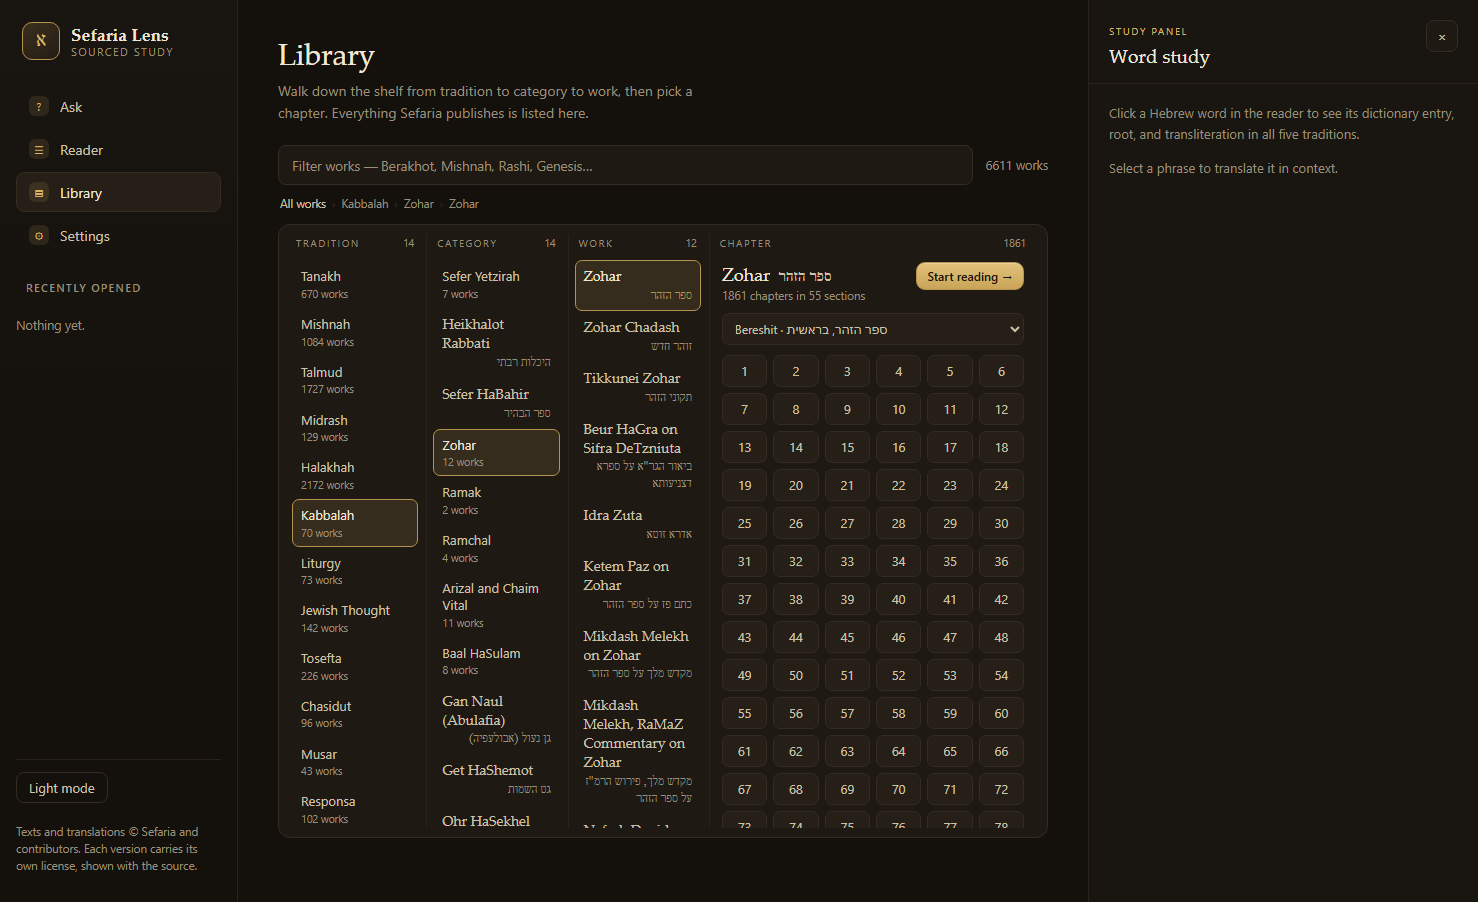 א
Sefaria Lens
SOURCED STUDY
? Ask
Reader
Library
Settings
RECENTLY OPENED
Nothing yet.
Light mode
Texts and translations © Sefaria and
contributors. Each version carries its
own license, shown with the source.
Library
Walk down the shelf from tradition to category to work, then pick a
chapter. Everything Sefaria publishes is listed here.
Filter works — Berakhot, Mishnah, Rashi, Genesis...
6611 works
All works · Kabbalah · Zohar · Zohar
TRADITION 14
Tanakh
670 works
Mishnah
1084 works
Talmud
1727 works
Midrash
129 works
Halakhah
2172 works
Kabbalah
70 works
Liturgy
73 works
Jewish Thought
142 works
Tosefta
226 works
Chasidut
96 works
Musar
43 works
Responsa
102 works
CATEGORY 14
Sefer Yetzirah
7 works
Heikhalot
Rabbati
היכלות רבתי
Sefer HaBahir
ספר הבהיר
Zohar
12 works
Ramak
2 works
Ramchal
4 works
Arizal and Chaim
Vital
11 works
Baal HaSulam
8 works
Gan Naul
(Abulafia)
גן נעול (אבולעפיה)
Get HaShemot
גט השמות
Ohr HaSekhel
WORK 12
Zohar
ספר הזהר
Zohar Chadash
זוהר חדש
Tikkunei Zohar
תקוני הזהר
Beur HaGra on
Sifra DeTzniuta
ביאור הגר"א על ספרא
דצניעותא
Idra Zuta
אדרא זוטא
Ketem Paz on
Zohar
כתם פז על ספר הזהר
Mikdash Melekh
on Zohar
מקדש מלך על ספר הזהר
Mikdash
Melekh, RaMaZ
Commentary on
Zohar
מקדש מלך, פירוש הרמ"ז
על ספר הזהר
CHAPTER 1861
Zohar ספר הזהר
Start reading →
1861 chapters in 55 sections
Bereshit · ספר הזהר, בראשית
1 2 3 4 5 6
7 8 9 10 11 12
13 14 15 16 17 18
19 20 21 22 23 24
25 26 27 28 29 30
31 32 33 34 35 36
37 38 39 40 41 42
43 44 45 46 47 48
49 50 51 52 53 54
55 56 57 58 59 60
61 62 63 64 65 66
67 68 69 70 71 72
73 74 75 76 77 78
STUDY PANEL
Word study
×
Click a Hebrew word in the reader to see its dictionary entry,
root, and transliteration in all five traditions.
Select a phrase to translate it in context.